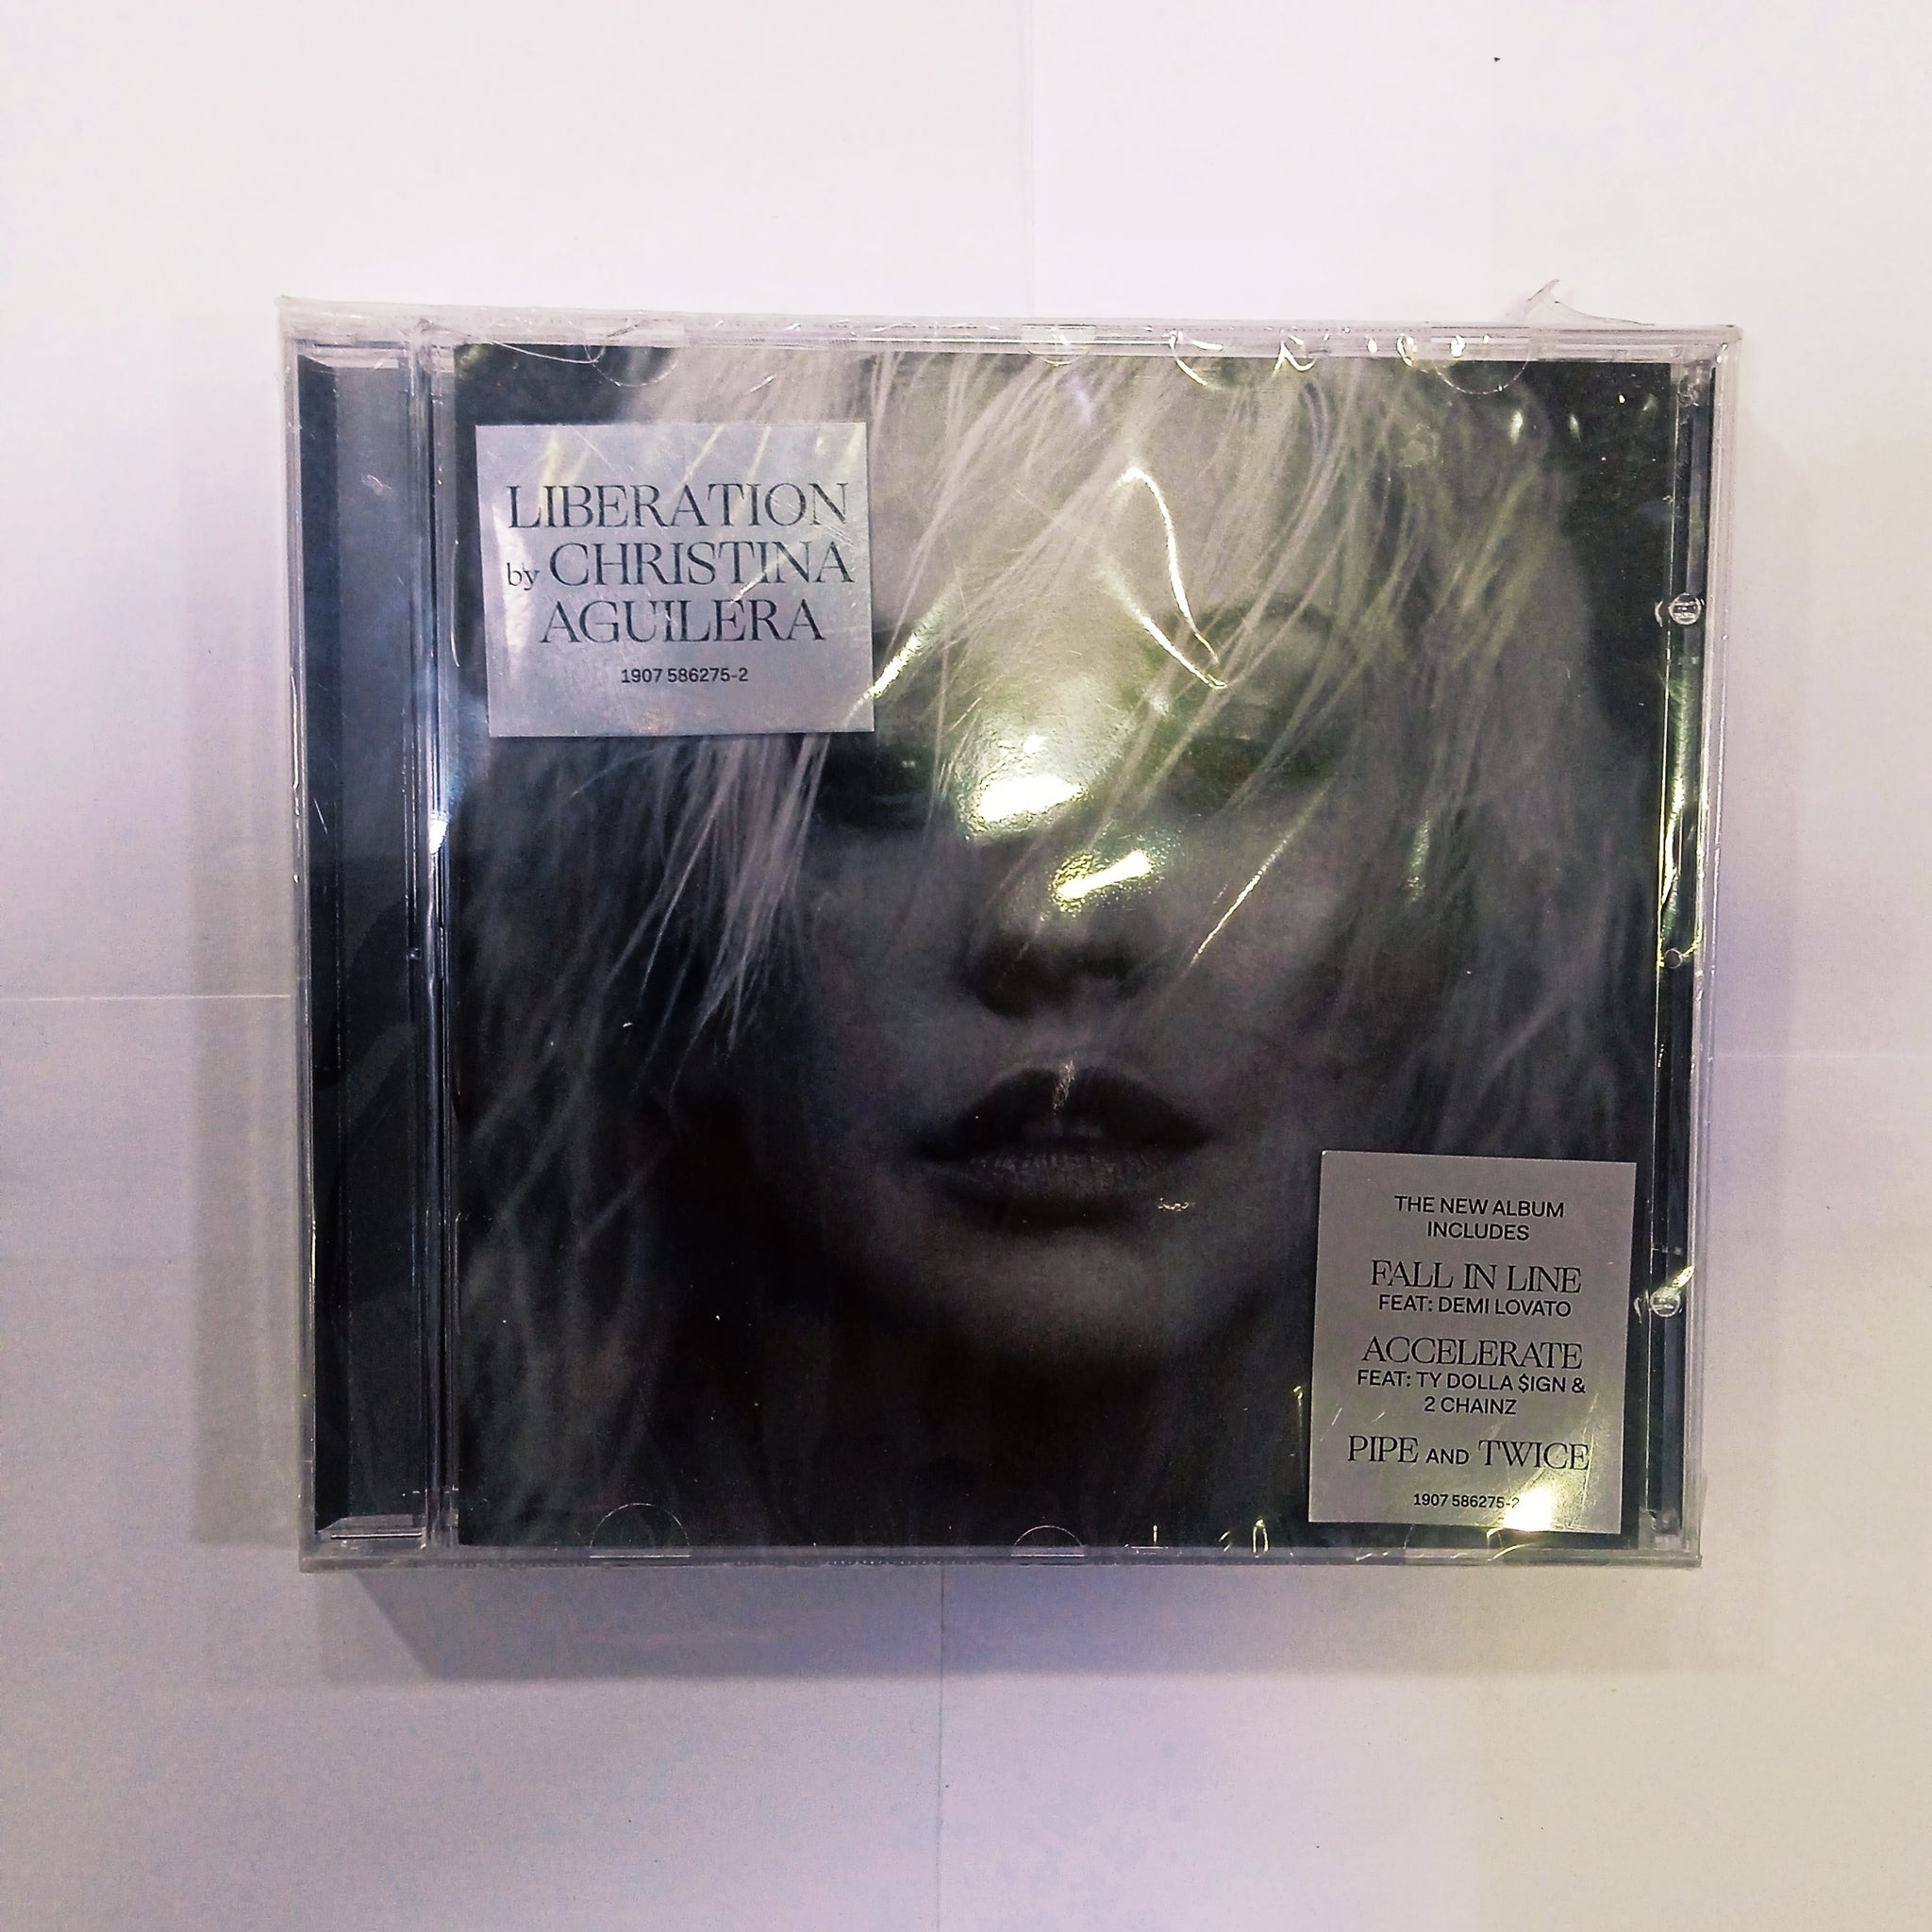 LIBERATION
by CHRISTINA
AGUILERA
1907 586275-2
THE NEW ALBUM
INCLUDES
FALL IN LINE
FEAT: DEMI LOVATO
ACCELERATE
FEAT: TY DOLLA $IGN &
2 CHAINZ
PIPE AND TWICE
1907 586275-2